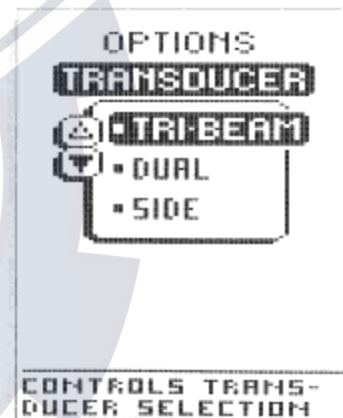 OPTIONS
TRANSDUCER
▪ TRI-BEAM
▪ DUAL
▪ SIDE
CONTROLS TRANS-
DUCER SELECTION